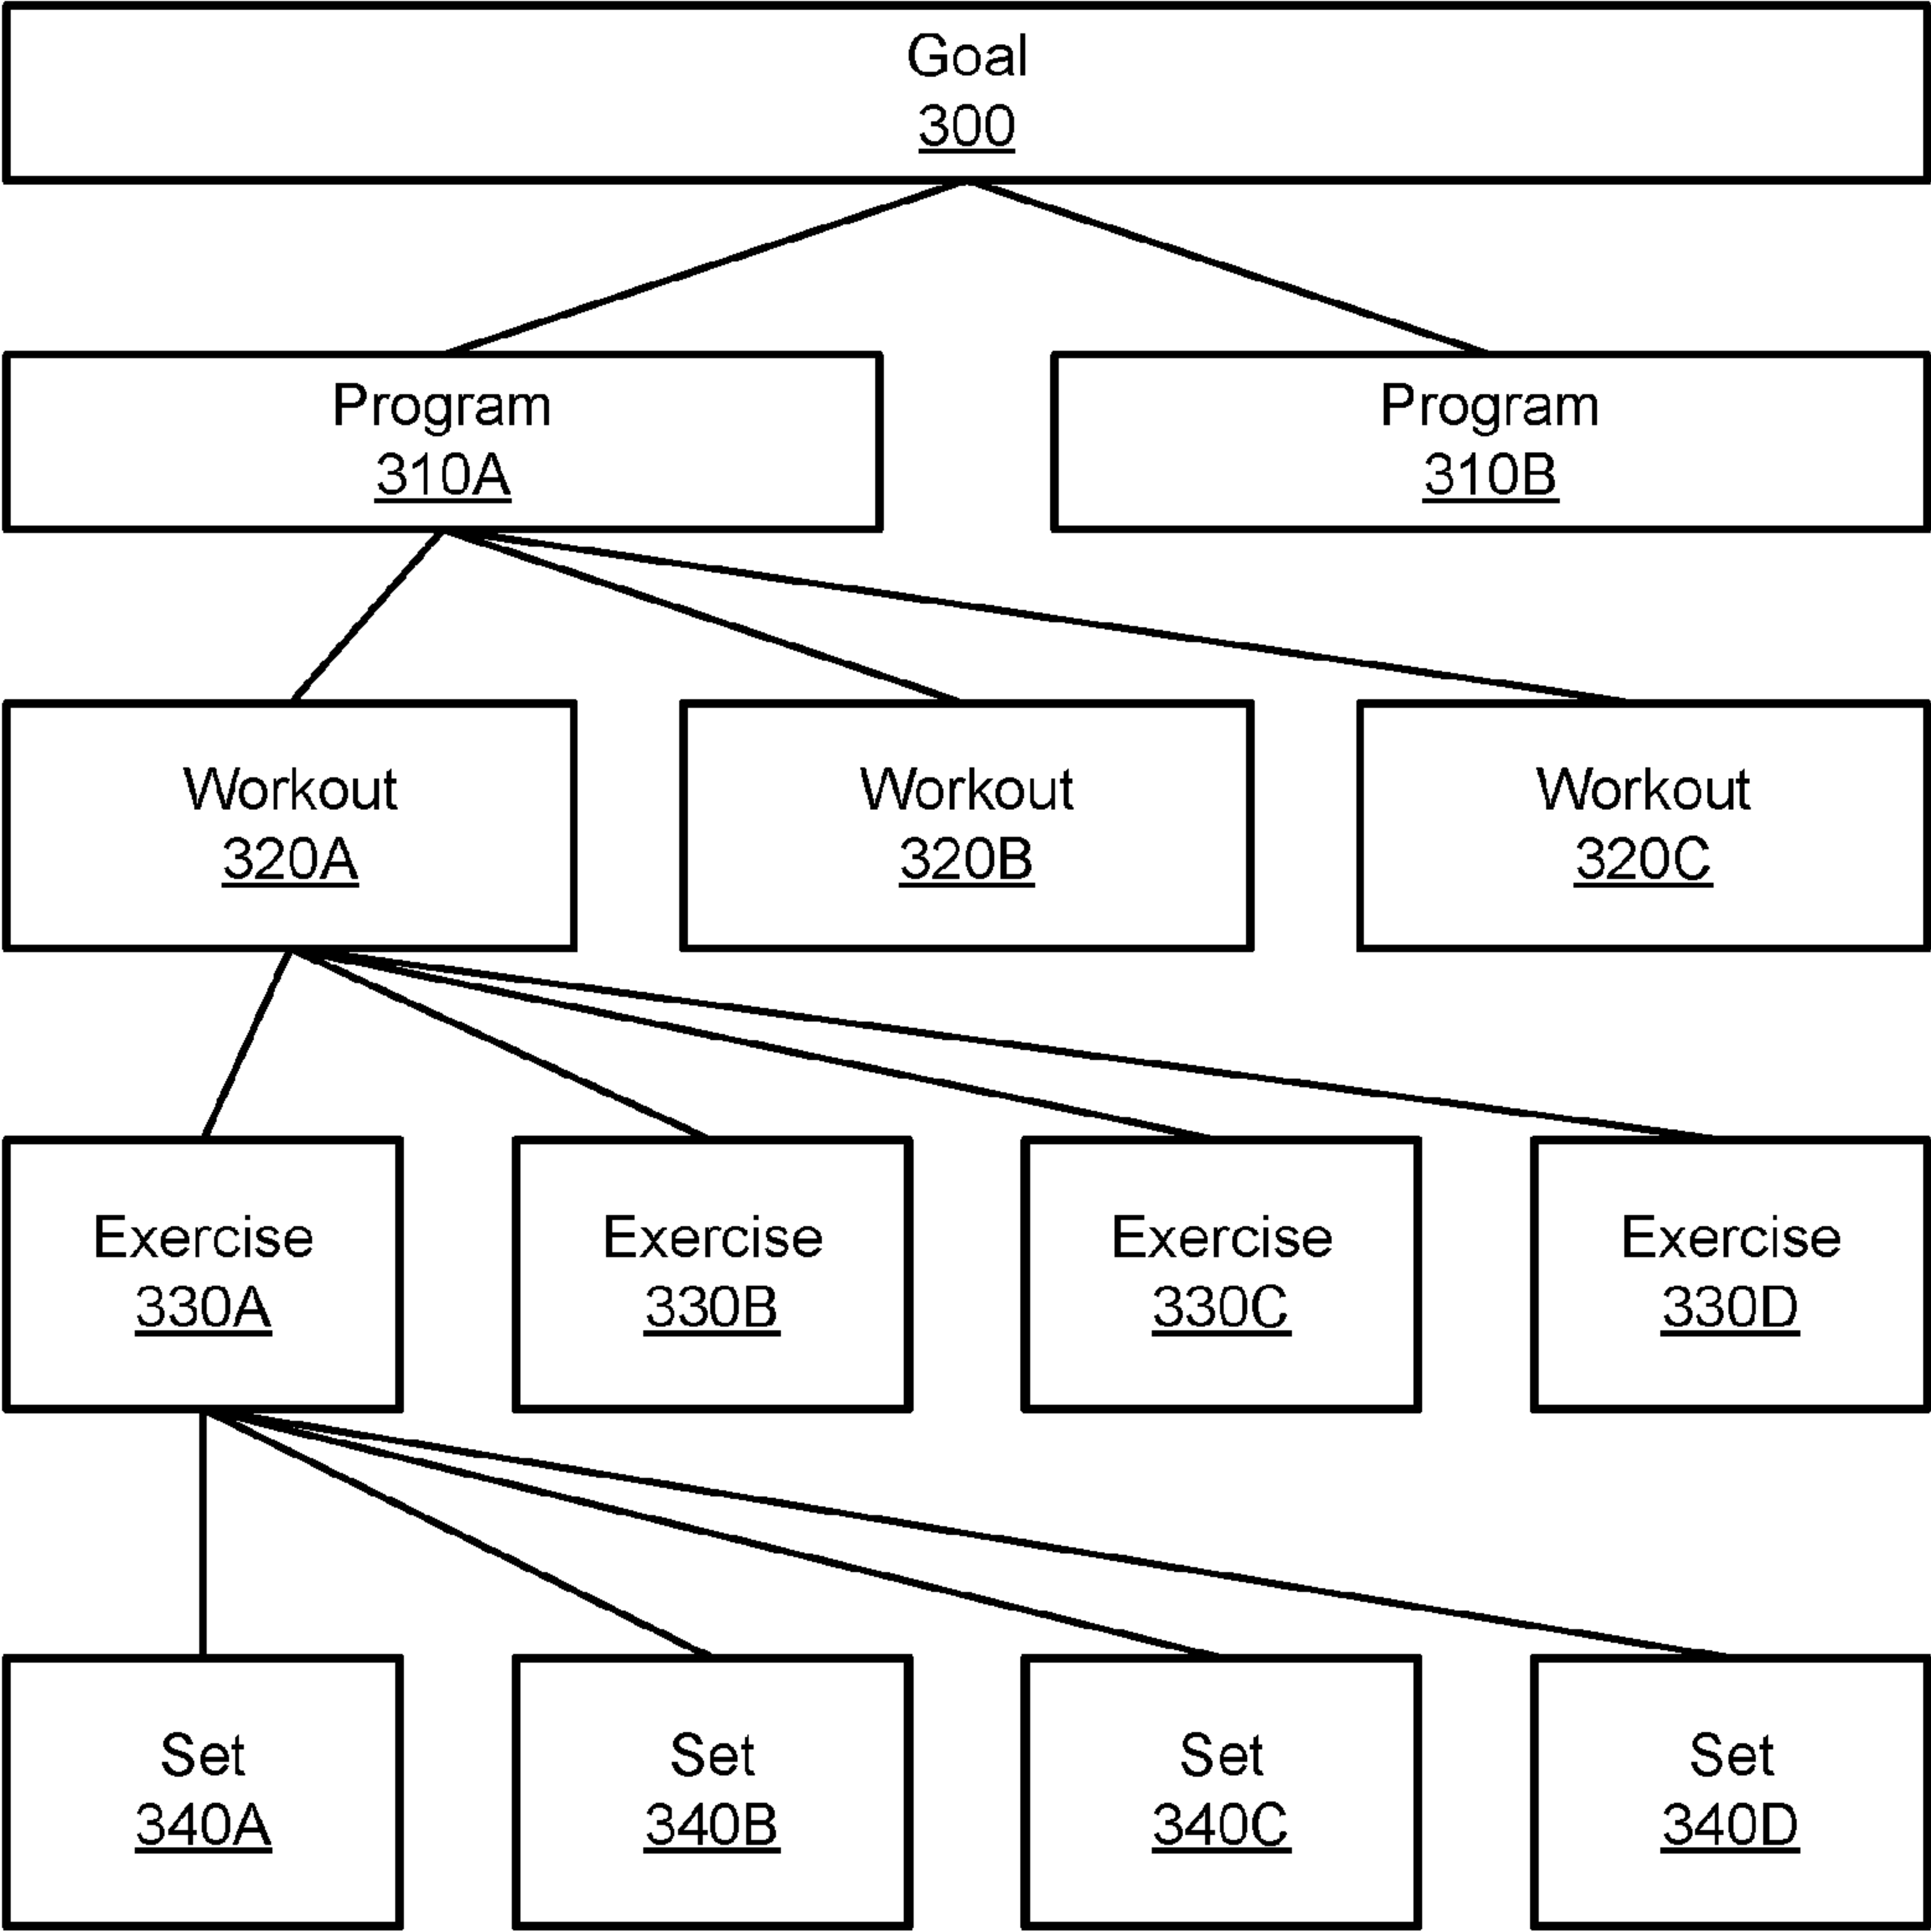 Goal
300
Program
310A
Program
310B
Workout
320A
Workout
320B
Workout
320C
Exercise
330A
Exercise
330B
Exercise
330C
Exercise
330D
Set
340A
Set
340B
Set
340C
Set
340D